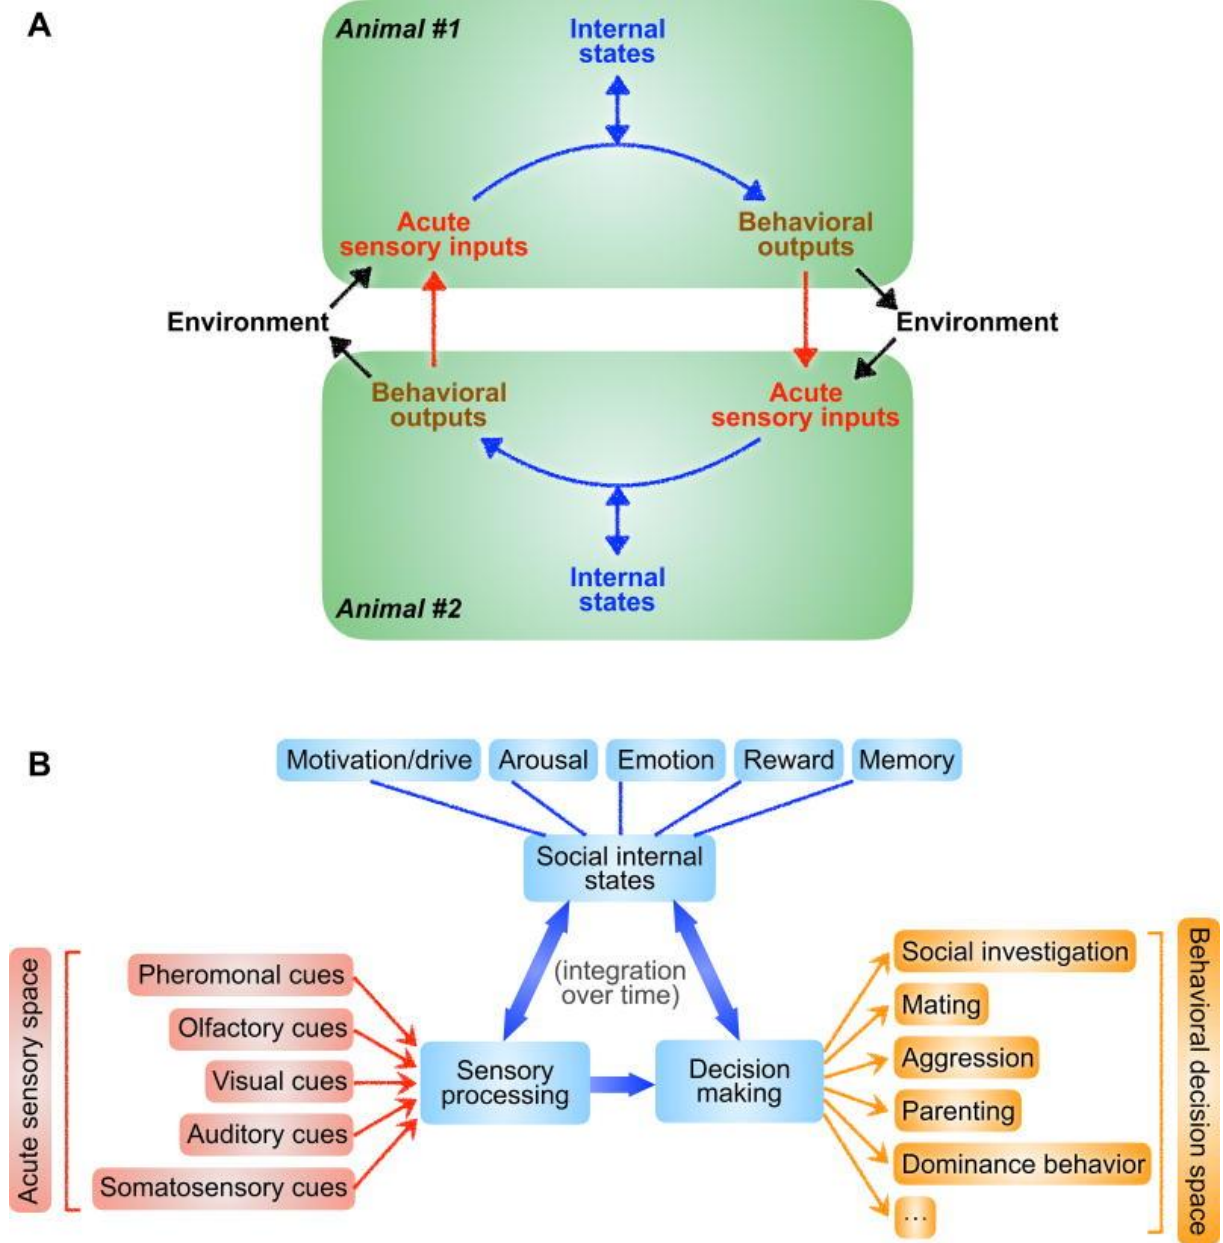 A
Animal #1
Internal
states
Acute
sensory inputs
Behavioral
outputs
Environment
Environment
Behavioral
outputs
Acute
sensory inputs
Internal
states
Animal #2
B
Motivation/drive
Arousal
Emotion
Reward
Memory
Social internal
states
(integration
over time)
Acute sensory space
Pheromonal cues
Olfactory cues
Visual cues
Auditory cues
Somatosensory cues
Sensory
processing
Decision
making
Social investigation
Mating
Aggression
Parenting
Dominance behavior
...
Behavioral decision space